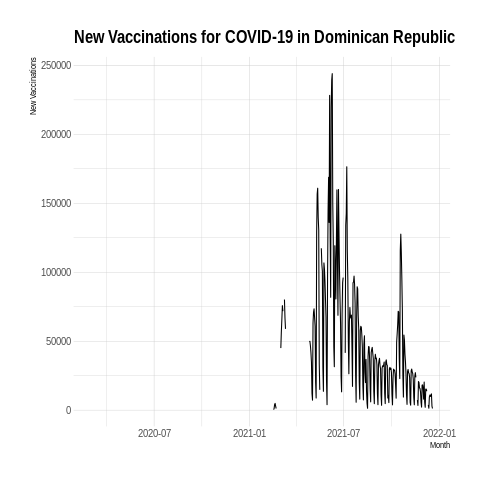 New Vaccinations for COVID-19 in Dominican Republic
New Vaccinations
250000
200000
150000
100000
50000
0
2020-07 2021-01 2021-07 2022-01
Month